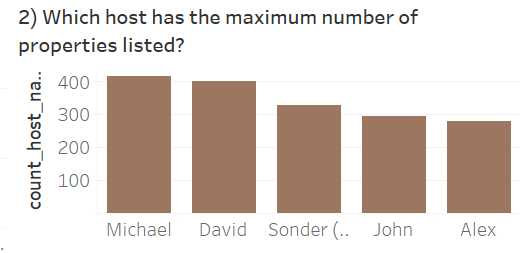 2) Which host has the maximum number of
properties listed?
count_host_na..
400
300
200
100
Michael David Sonder (.. John Alex